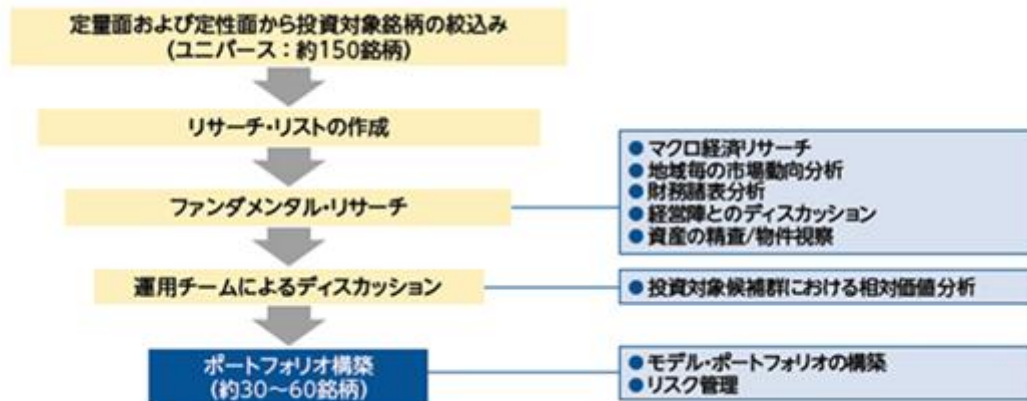 定量面および定性面から投資対象銘柄の絞込み
(ユニバース：約150銘柄)
リサーチ・リストの作成
ファンダメンタル・リサーチ
● マクロ経済リサーチ
● 地域毎の市場動向分析
● 財務諸表分析
● 経営陣とのディスカッション
● 資産の精査/物件視察
運用チームによるディスカッション
● 投資対象候補群における相対価値分析
ポートフォリオ構築
(約30～60銘柄)
● モデル・ポートフォリオの構築
● リスク管理